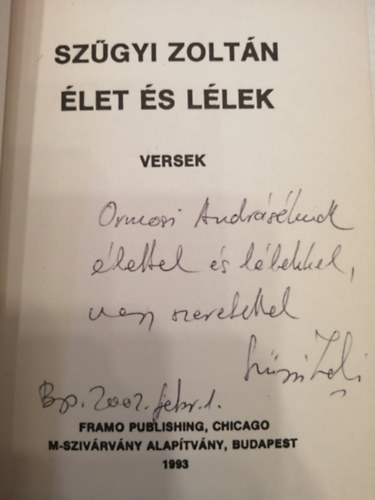 SZŰGYI ZOLTÁN
ÉLET ÉS LÉLEK
VERSEK
Ormosi Andráséknak
élettel és lélekkel,
nagy szeretettel
Szűgyi Zoli
Bp. 2002. febr. 1.
FRAMO PUBLISHING, CHICAGO
M-SZIVÁRVÁNY ALAPÍTVÁNY, BUDAPEST
1993